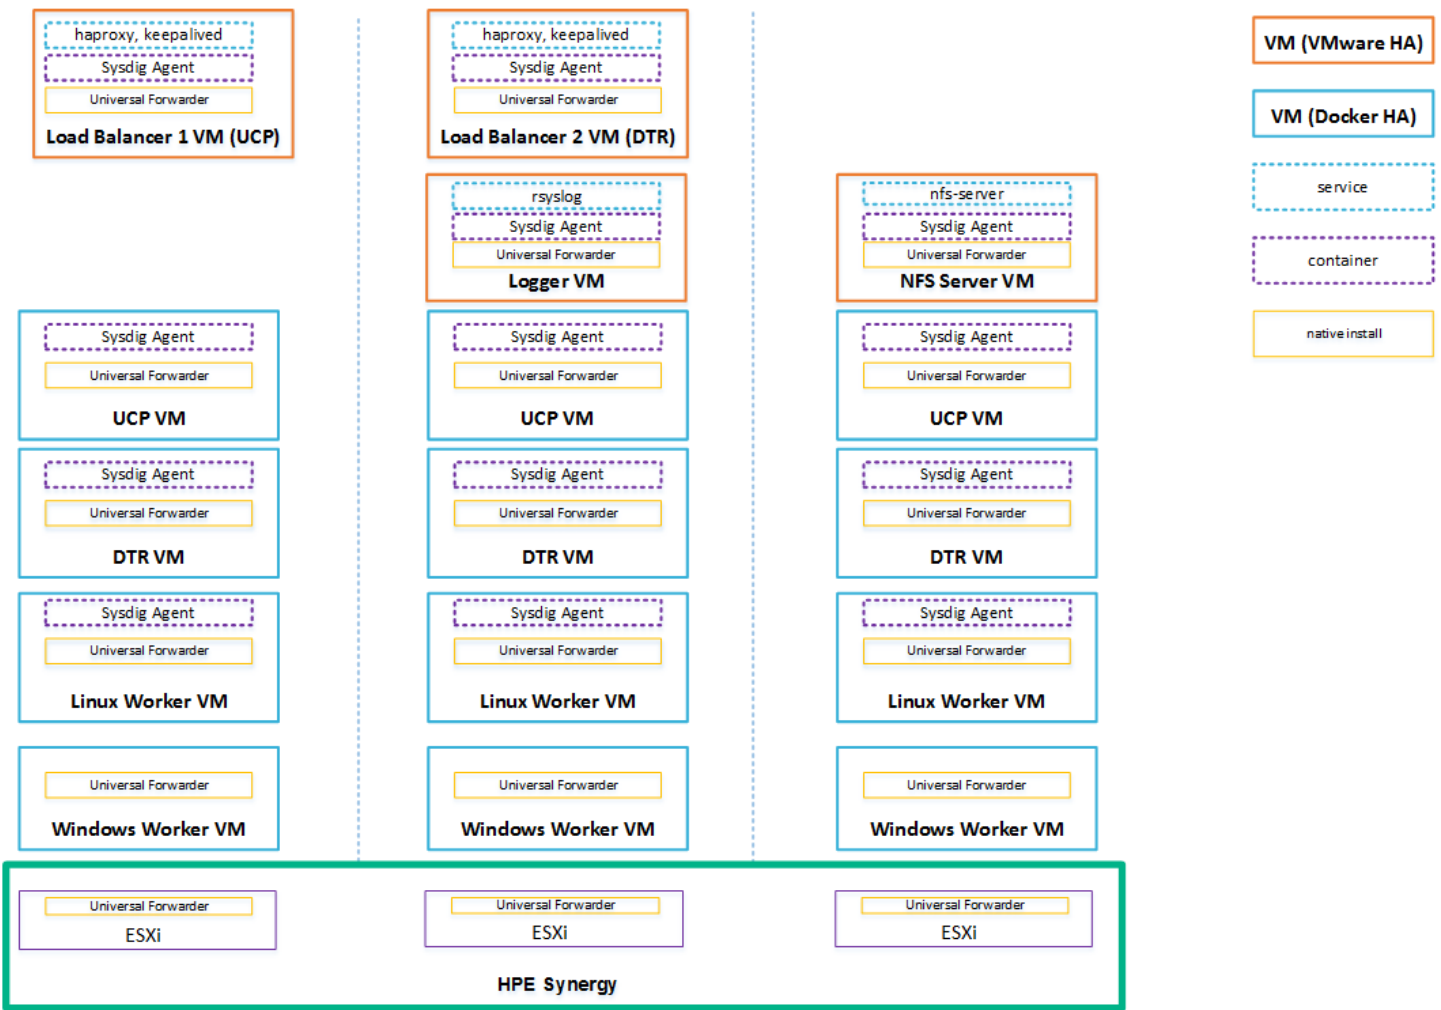 haproxy, keepalived
Sysdig Agent
Universal Forwarder
Load Balancer 1 VM (UCP)
haproxy, keepalived
Sysdig Agent
Universal Forwarder
Load Balancer 2 VM (DTR)
rsyslog
Sysdig Agent
Universal Forwarder
Logger VM
nfs-server
Sysdig Agent
Universal Forwarder
NFS Server VM
Sysdig Agent
Universal Forwarder
UCP VM
Sysdig Agent
Universal Forwarder
UCP VM
Sysdig Agent
Universal Forwarder
UCP VM
Sysdig Agent
Universal Forwarder
DTR VM
Sysdig Agent
Universal Forwarder
DTR VM
Sysdig Agent
Universal Forwarder
DTR VM
Sysdig Agent
Universal Forwarder
Linux Worker VM
Sysdig Agent
Universal Forwarder
Linux Worker VM
Sysdig Agent
Universal Forwarder
Linux Worker VM
Universal Forwarder
Windows Worker VM
Universal Forwarder
Windows Worker VM
Universal Forwarder
Windows Worker VM
Universal Forwarder
ESXi
Universal Forwarder
ESXi
Universal Forwarder
ESXi
HPE Synergy
VM (VMware HA)
VM (Docker HA)
service
container
native install